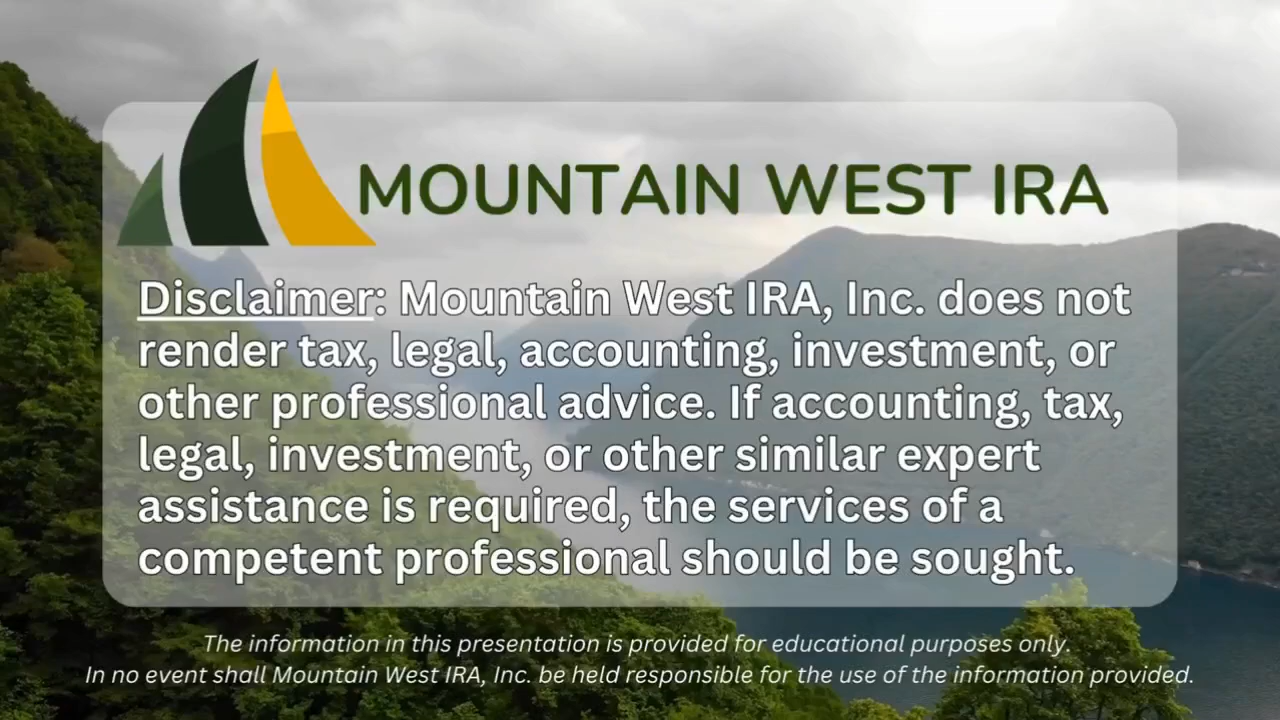 MOUNTAIN WEST IRA
Disclaimer: Mountain West IRA, Inc. does not
render tax, legal, accounting, investment, or
other professional advice. If accounting, tax,
legal, investment, or other similar expert
assistance is required, the services of a
competent professional should be sought.
The information in this presentation is provided for educational purposes only.
In no event shall Mountain West IRA, Inc. be held responsible for the use of the information provided.